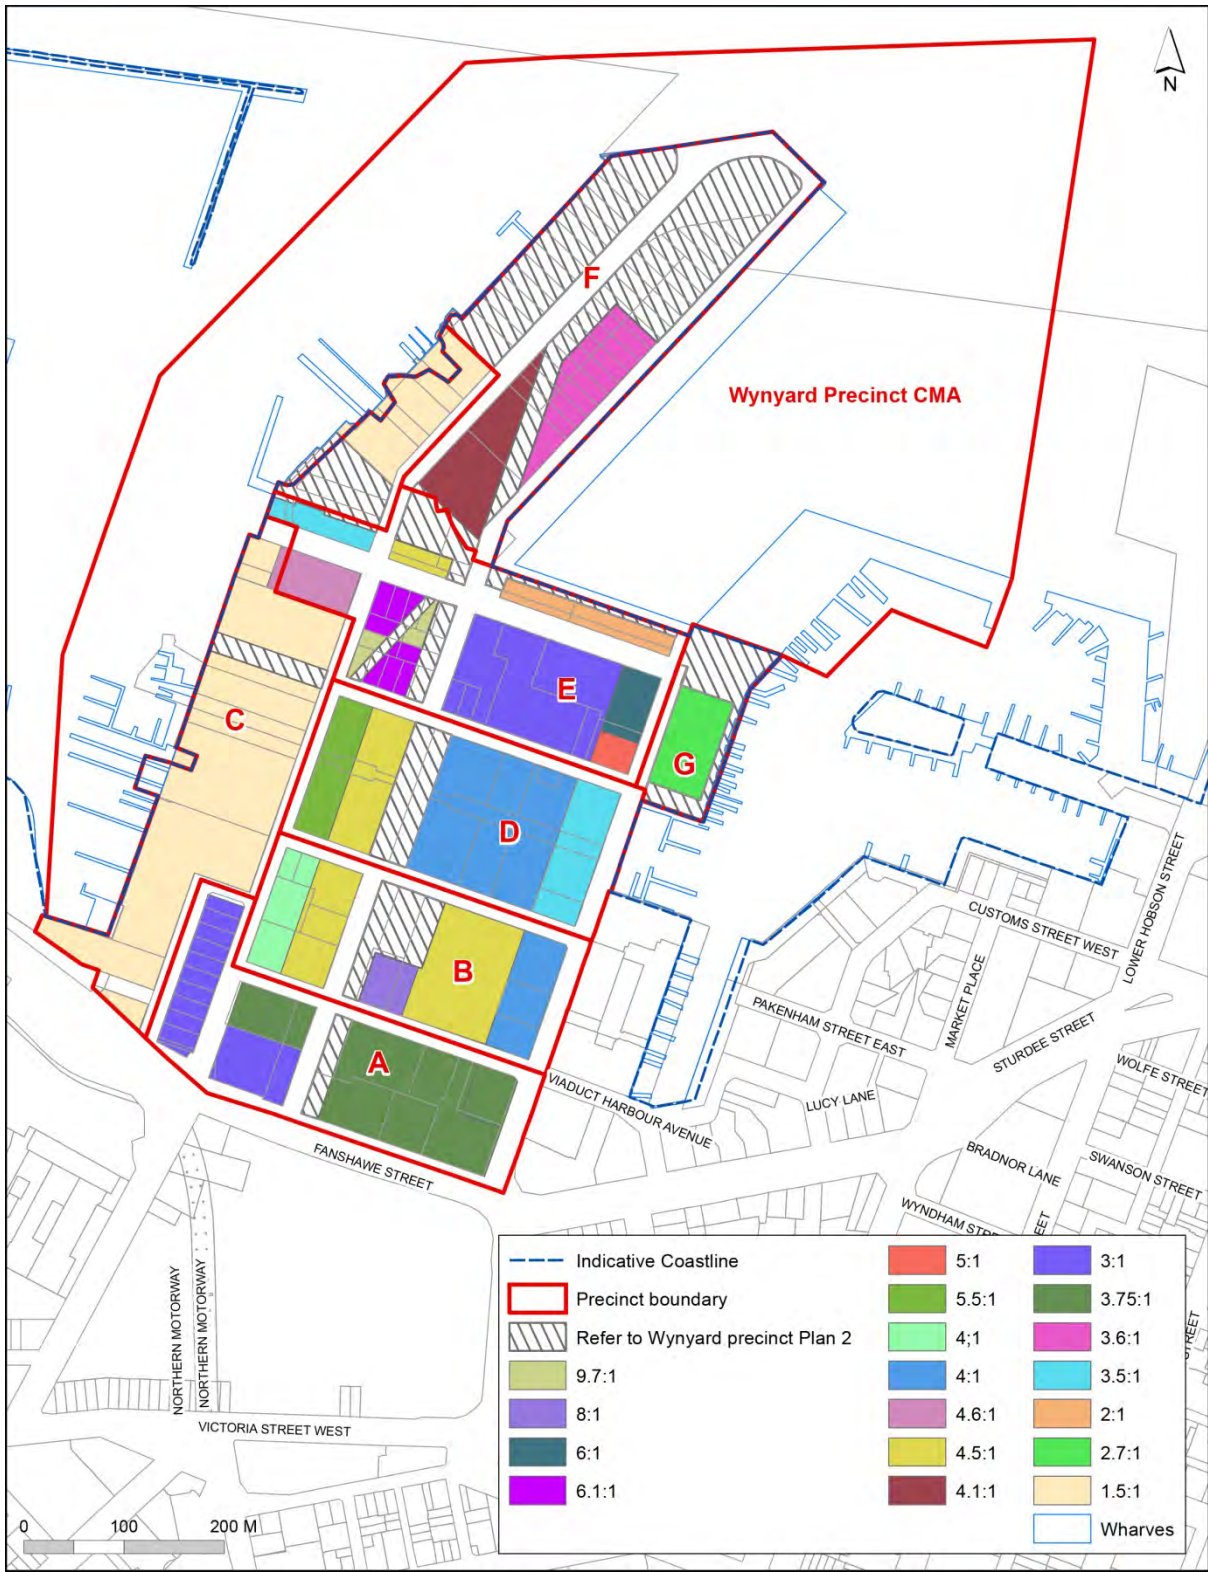 N
F
Wynyard Precinct CMA
E
C
G
D
B
A
CUSTOMS STREET WEST
LOWER HOBSON STREET
MARKET PLACE
PAKENHAM STREET EAST
STURDEE STREET
WOLFE STREET
LUCY LANE
VIADUCT HARBOUR AVENUE
BRADNOR LANE
SWANSON STREET
FANSHAWE STREET
WYNDHAM STRE
REET
STREET
NORTHERN MOTORWAY
NORTHERN MOTORWAY
VICTORIA STREET WEST
Indicative Coastline
Precinct boundary
Refer to Wynyard precinct Plan 2
9.7:1
8:1
6:1
6.1:1
5:1
5.5:1
4;1
4:1
4.6:1
4.5:1
4.1:1
3:1
3.75:1
3.6:1
3.5:1
2:1
2.7:1
1.5:1
Wharves
0 100 200 M